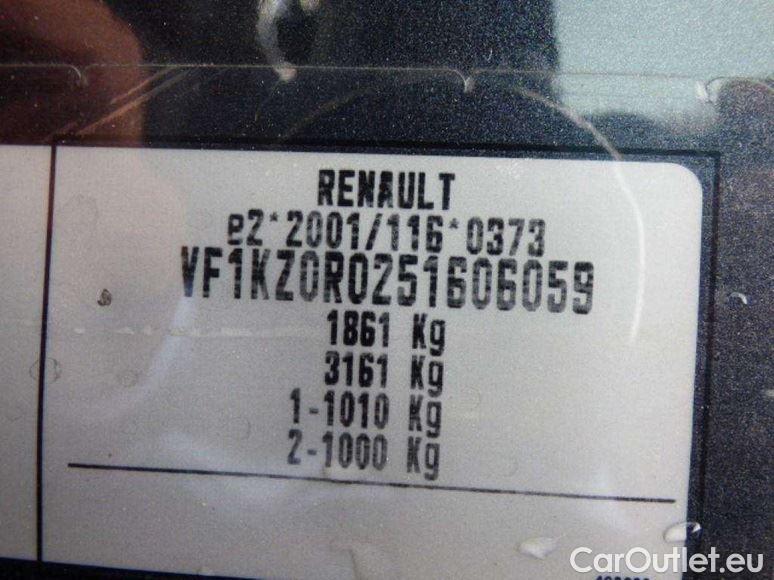 RENAULT
e2*2001/116*0373
VF1KZ0R0251606059
1861 Kg
3161 Kg
1-1010 Kg
2-1000 Kg
CarOutlet.eu